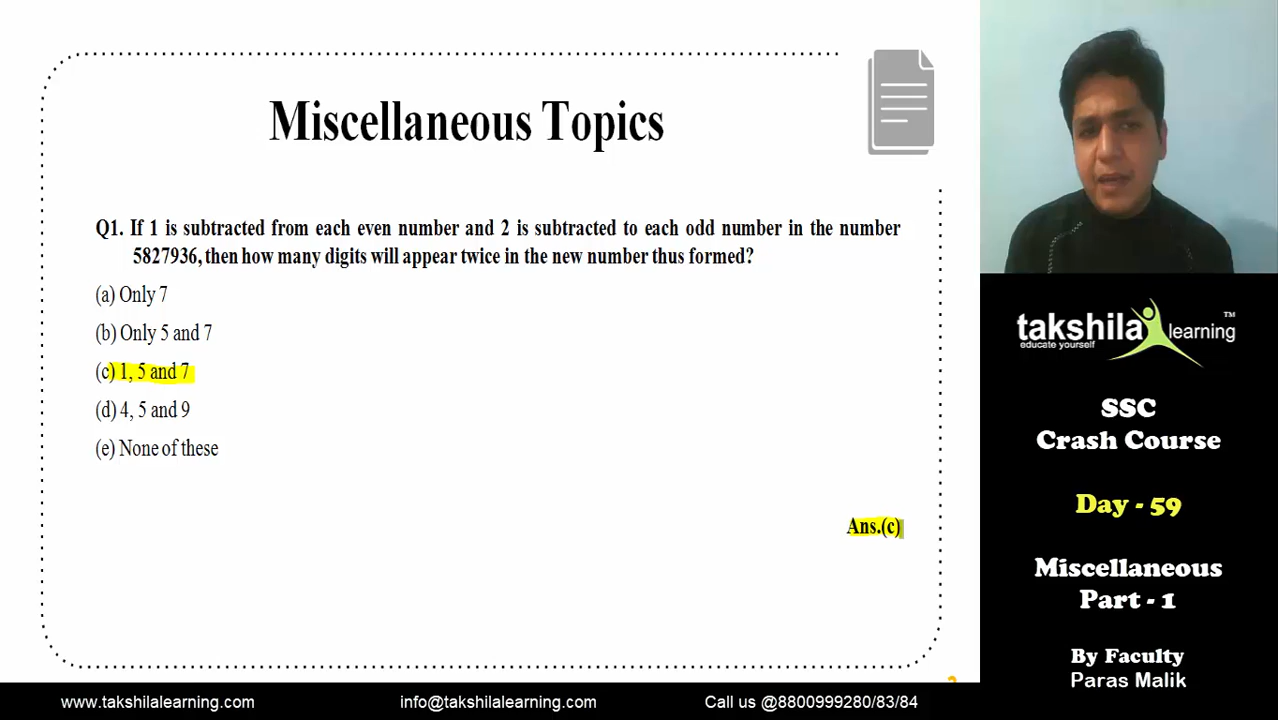 Miscellaneous Topics
Q1. If 1 is subtracted from each even number and 2 is subtracted to each odd number in the number
5827936, then how many digits will appear twice in the new number thus formed?
(a) Only 7
(b) Only 5 and 7
(c) 1, 5 and 7
(d) 4, 5 and 9
(e) None of these
Ans.(c)
takshila learning TM
educate yourself
SSC
Crash Course
Day - 59
Miscellaneous
Part - 1
By Faculty
Paras Malik
www.takshilalearning.com
info@takshilalearning.com
Call us @8800999280/83/84